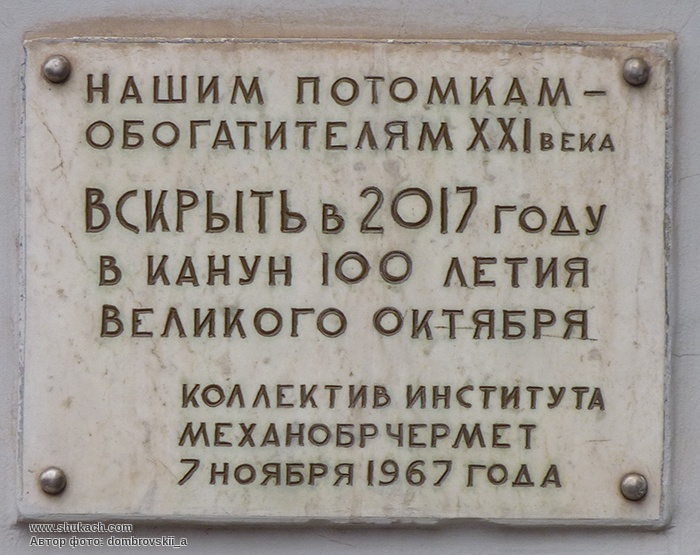 НАШИМ ПОТОМКАМ –
ОБОГАТИТЕЛЯМ XXI ВЕКА
ВСКРЫТЬ В 2017 ГОДУ
В КАНУН 100 ЛЕТИЯ
ВЕЛИКОГО ОКТЯБРЯ
КОЛЛЕКТИВ ИНСТИТУТА
МЕХАНОБРЧЕРМЕТ
7 НОЯБРЯ 1967 ГОДА
www.shukach.com
Автор фото: dombrovskii_a